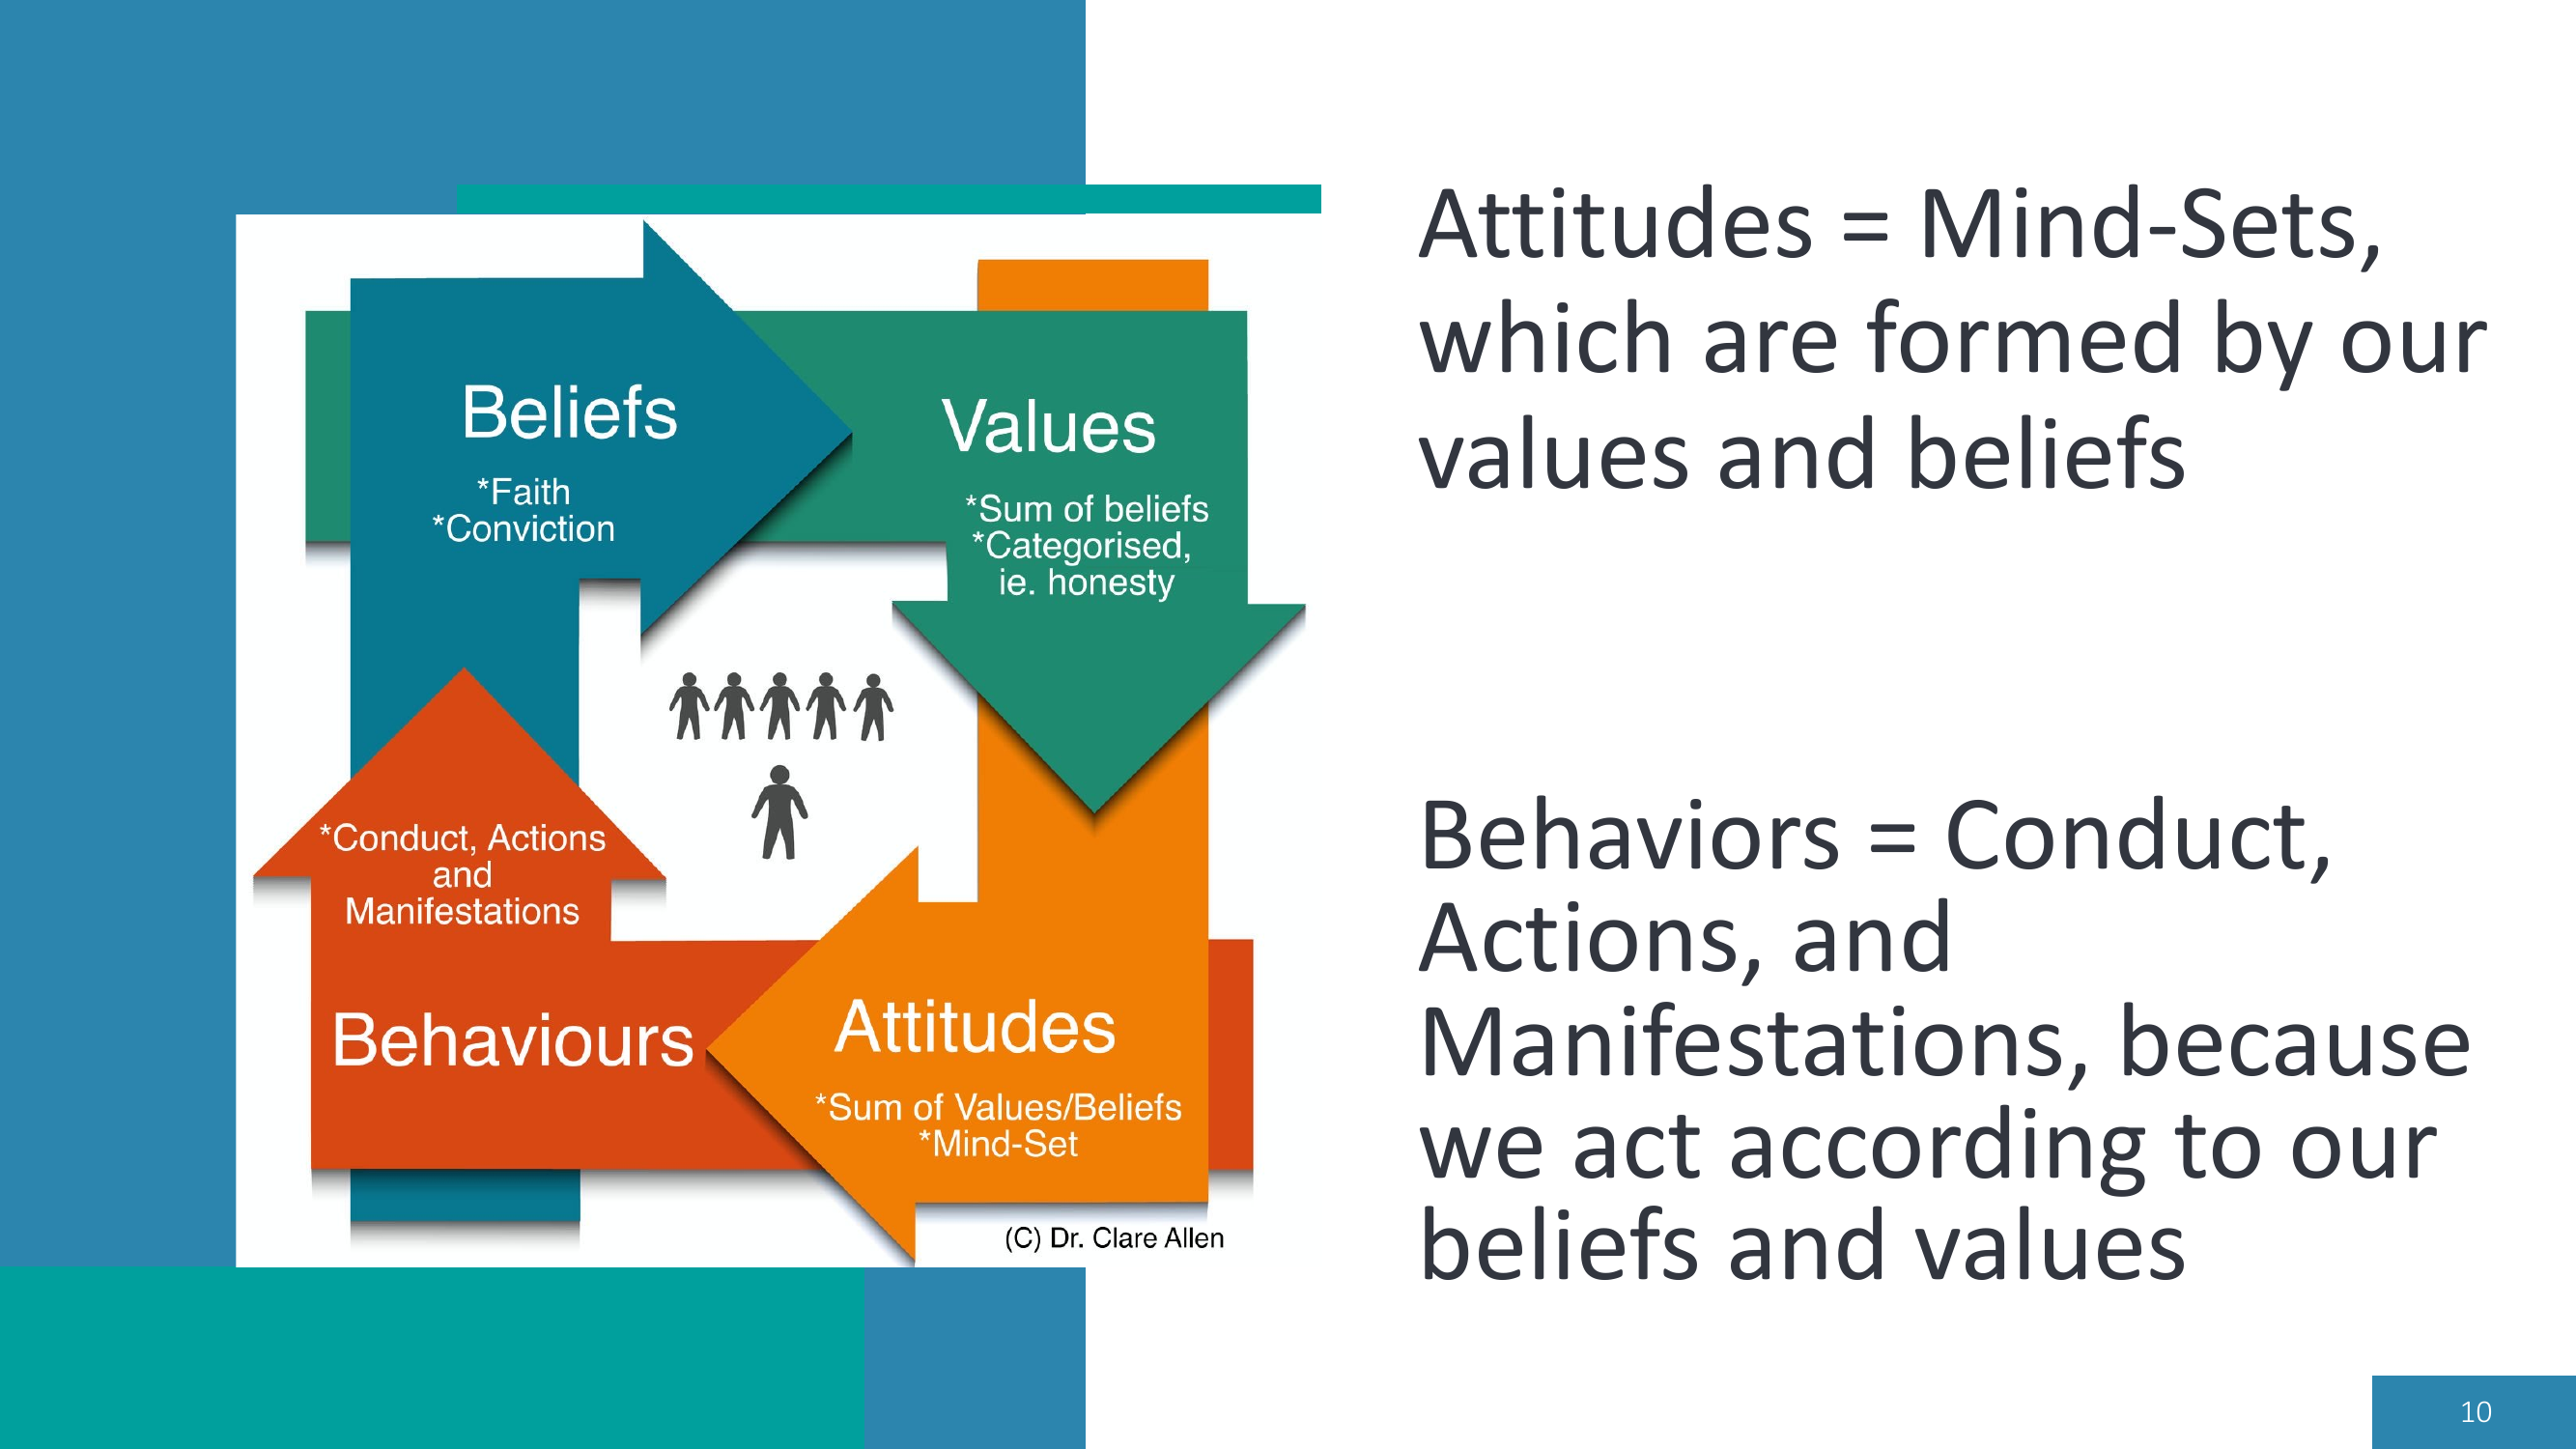 Beliefs
*Faith
*Conviction
Values
*Sum of beliefs
*Categorised,
ie. honesty
Attitudes
*Sum of Values/Beliefs
*Mind-Set
Behaviours
*Conduct, Actions
and
Manifestations
(C) Dr. Clare Allen
Attitudes = Mind-Sets,
which are formed by our
values and beliefs
Behaviors = Conduct,
Actions, and
Manifestations, because
we act according to our
beliefs and values
10